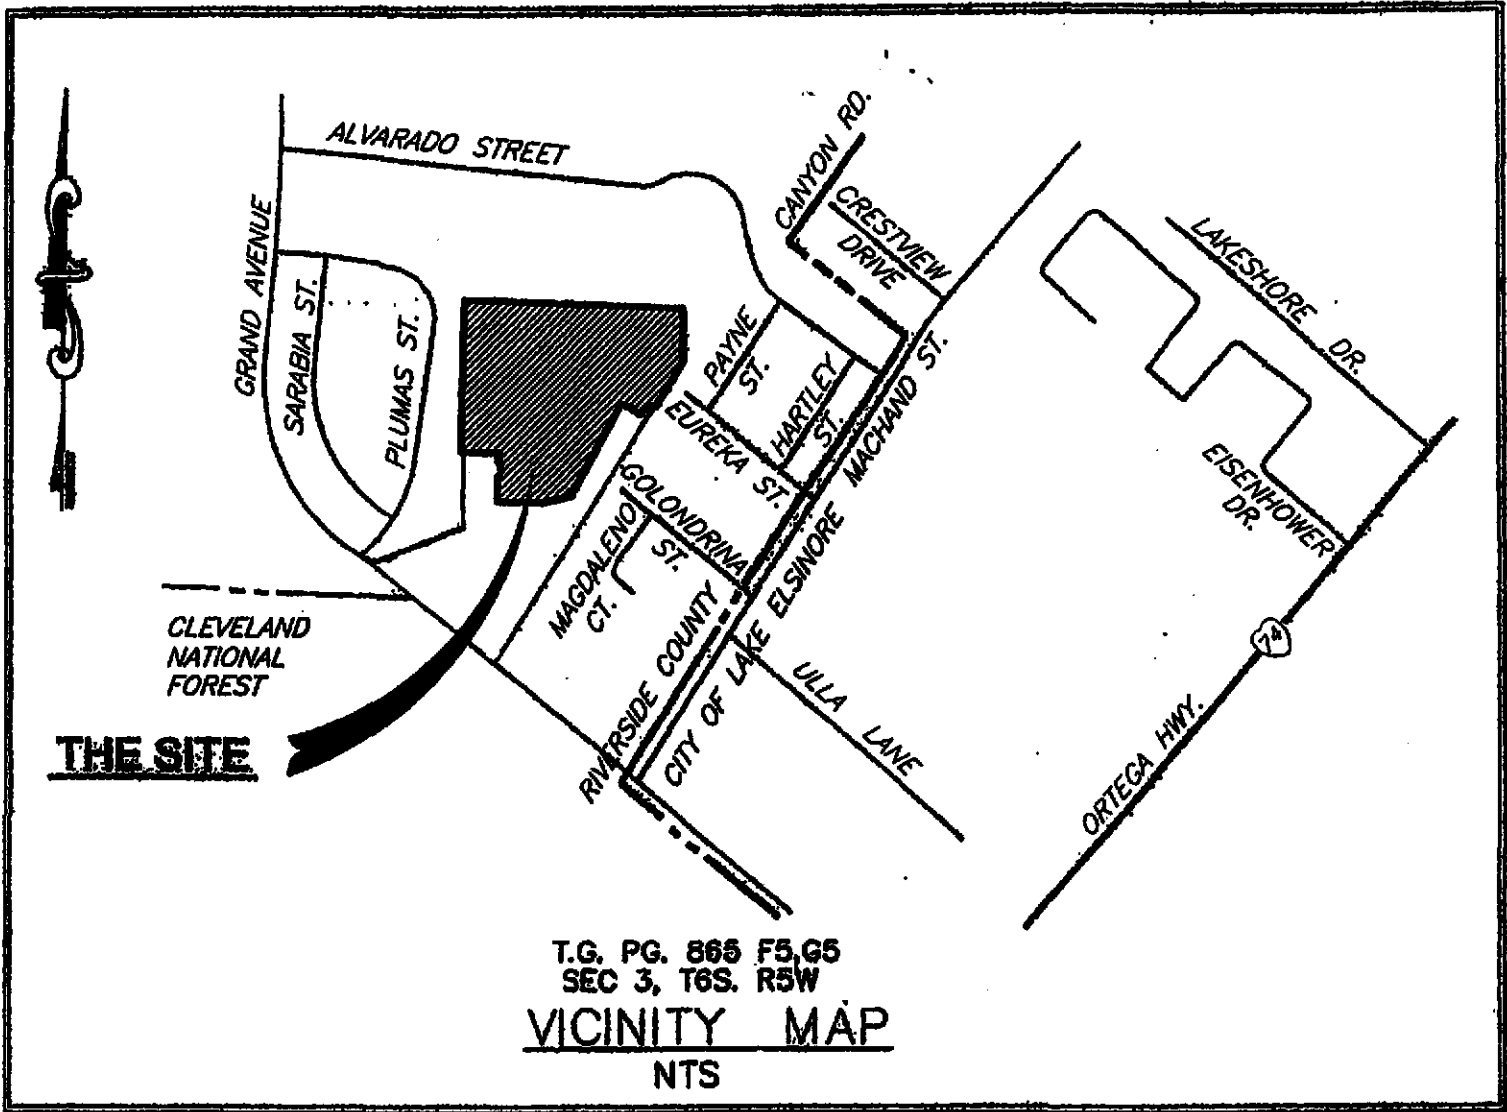 ALVARADO STREET
CANYON RD.
CRESTVIEW
DRIVE
LAKESHORE DR.
GRAND AVENUE
SARABIA ST.
PLUMAS ST.
PAYNE
ST.
HARTLEY
ST.
EUREKA ST.
MACHAND ST.
GOLONDRINA
ST.
MAGDALENO
CT.
EISENHOWER
DR.
CLEVELAND
NATIONAL
FOREST
RIVERSIDE COUNTY
CITY OF LAKE ELSINORE
ULLA LANE
74
ORTEGA HWY.
THE SITE
T.G. PG. 865 F5,G5
SEC 3, T6S. R5W
VICINITY MAP
NTS